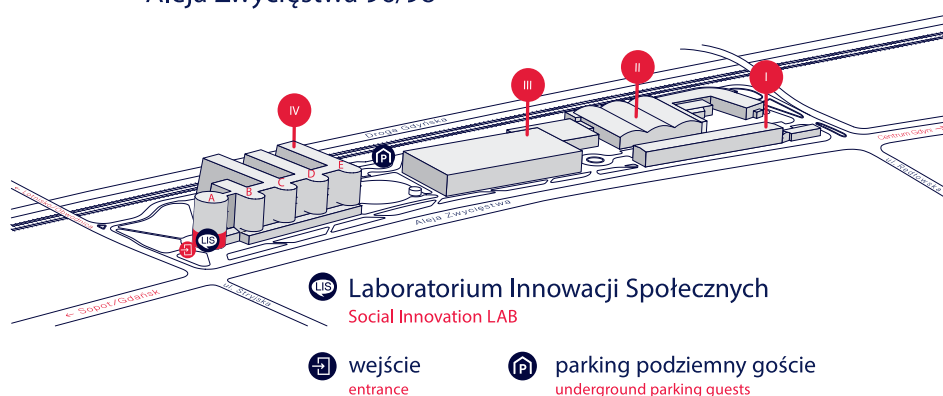 II
I
III
IV
Droga Gdyńska
P
Centrum Gdyni →
E
D
C
B
A
Aleja Zwycięstwa
LIS
← Sopot/Gdańsk
ul. Stryjska
LIS Laboratorium Innowacji Społecznych
Social Innovation LAB
wejście
entrance
P parking podziemny goście
underground parking guests